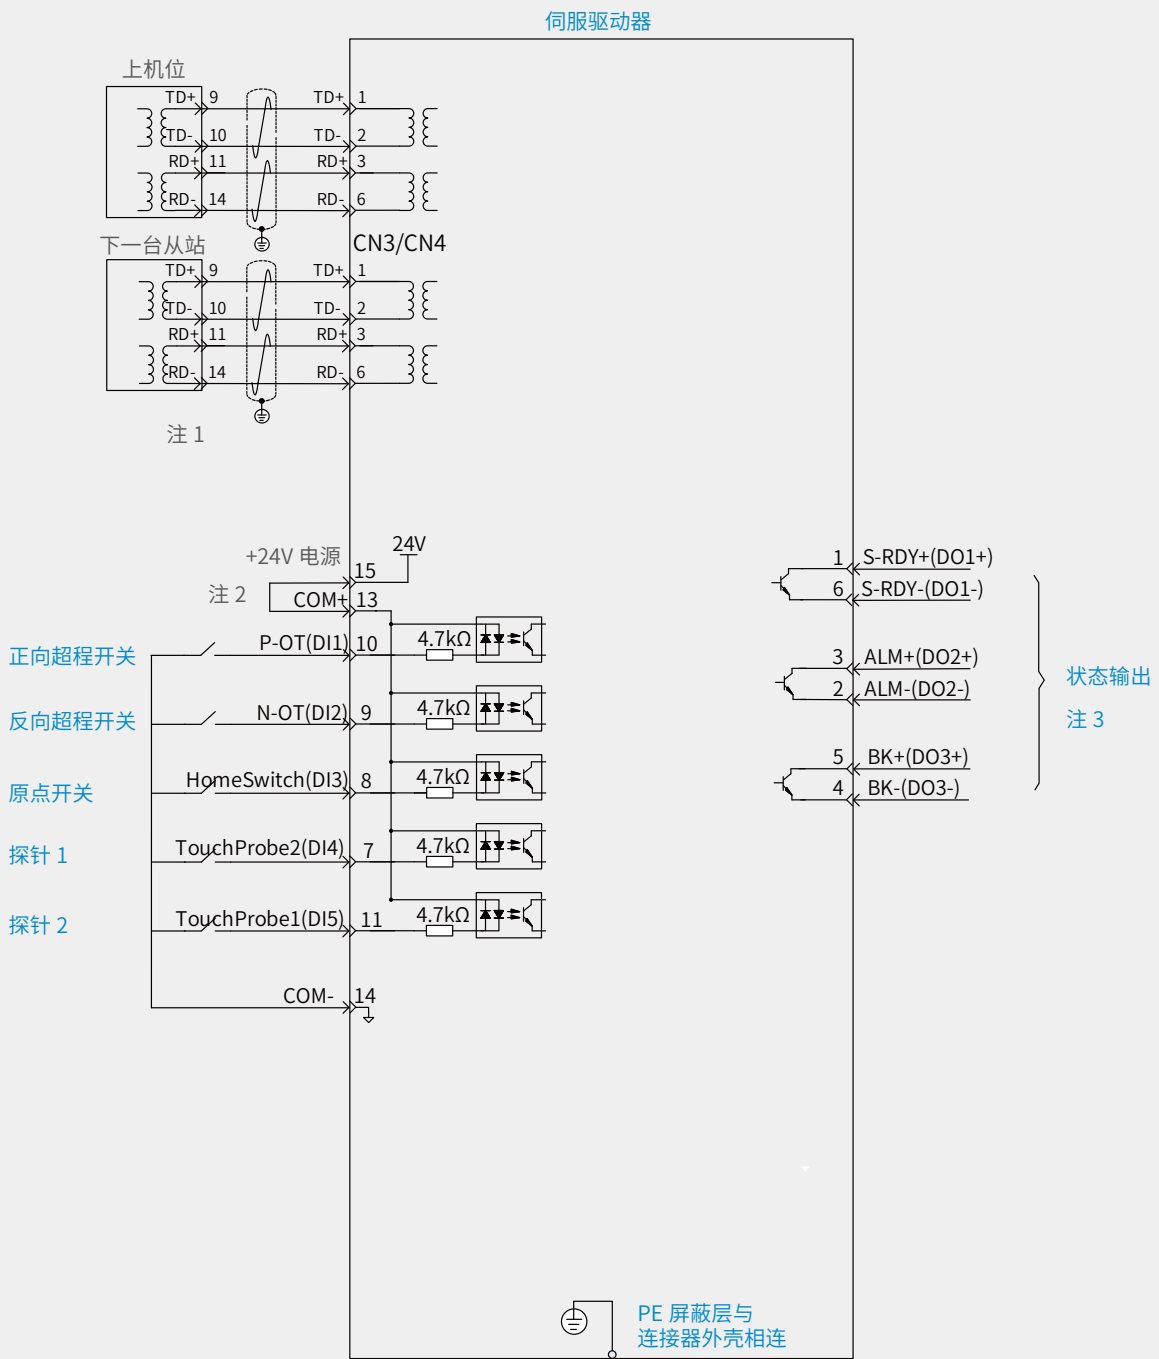 伺服驱动器
上机位
TD+ 9 TD+ 1
TD- 10 TD- 2
RD+ 11 RD+ 3
RD- 14 RD- 6
下一台从站 CN3/CN4
TD+ 9 TD+ 1
TD- 10 TD- 2
RD+ 11 RD+ 3
RD- 14 RD- 6
注 1
+24V 电源 24V
15
注 2
COM+ 13
正向超程开关 P-OT(DI1) 10 4.7kΩ
反向超程开关 N-OT(DI2) 9 4.7kΩ
原点开关 HomeSwitch(DI3) 8 4.7kΩ
探针 1 TouchProbe2(DI4) 7 4.7kΩ
探针 2 TouchProbe1(DI5) 11 4.7kΩ
COM- 14
1 S-RDY+(DO1+)
6 S-RDY-(DO1-)
3 ALM+(DO2+)
2 ALM-(DO2-)
5 BK+(DO3+)
4 BK-(DO3-)
状态输出
注 3
PE 屏蔽层与
连接器外壳相连